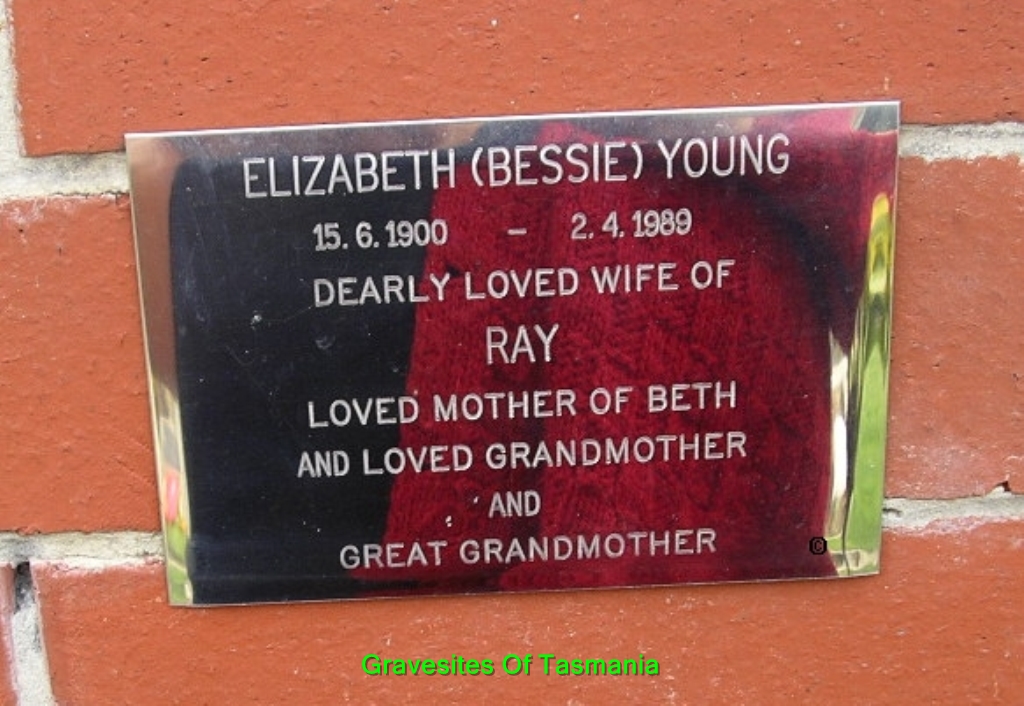 ELIZABETH (BESSIE) YOUNG
15.6.1900 – 2.4.1989
DEARLY LOVED WIFE OF
RAY
LOVED MOTHER OF BETH
AND LOVED GRANDMOTHER
AND
GREAT GRANDMOTHER
©
Gravesites Of Tasmania